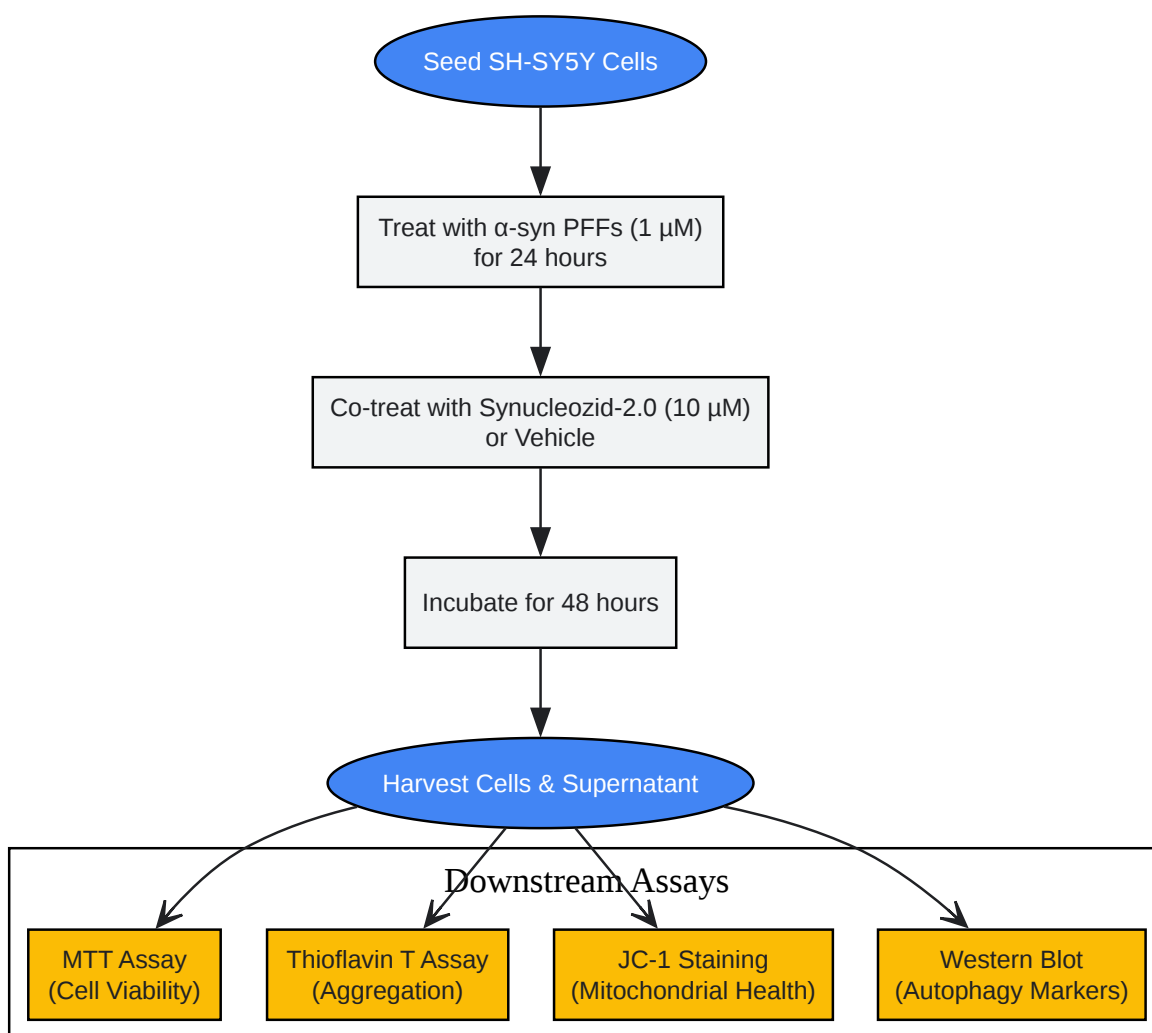 Seed SH-SY5Y Cells
Treat with α-syn PFFs (1 µM)
for 24 hours
Co-treat with Synucleozid-2.0 (10 µM)
or Vehicle
Incubate for 48 hours
Harvest Cells & Supernatant
Downstream Assays
MTT Assay
(Cell Viability)
Thioflavin T Assay
(Aggregation)
JC-1 Staining
(Mitochondrial Health)
Western Blot
(Autophagy Markers)